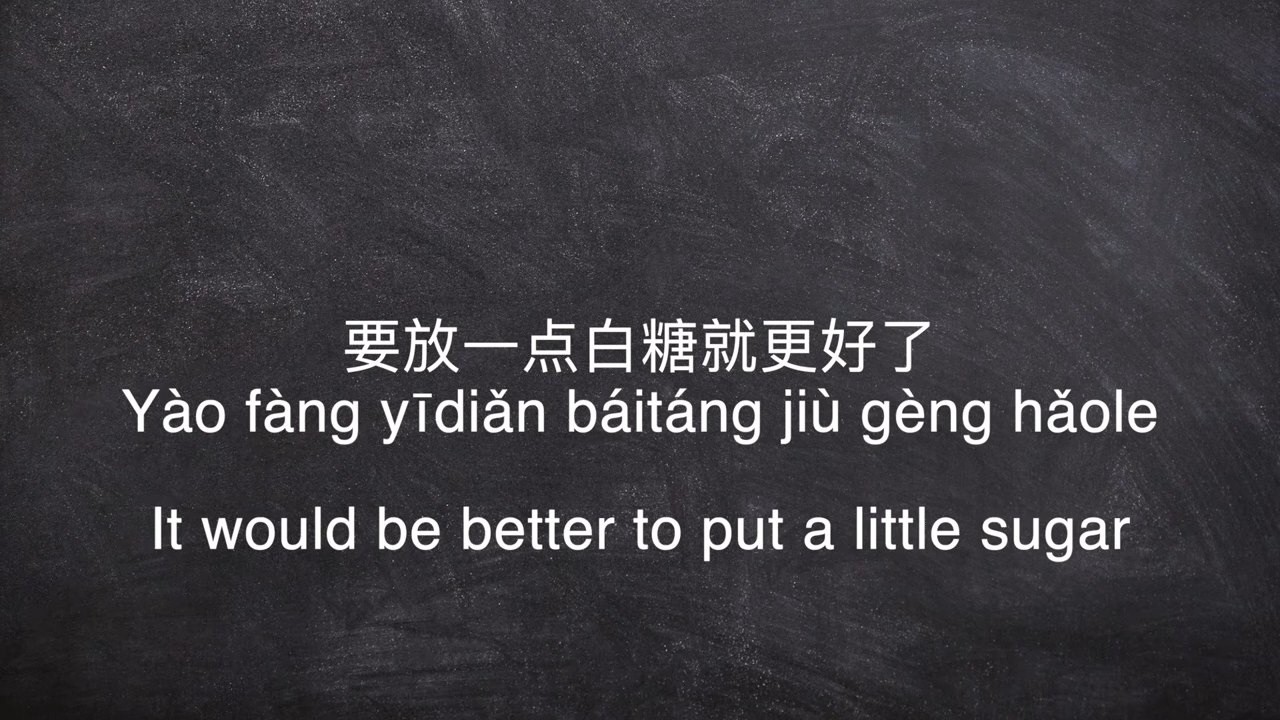 要放一点白糖就更好了
Yào fàng yīdiǎn báitáng jiù gèng hǎole
It would be better to put a little sugar